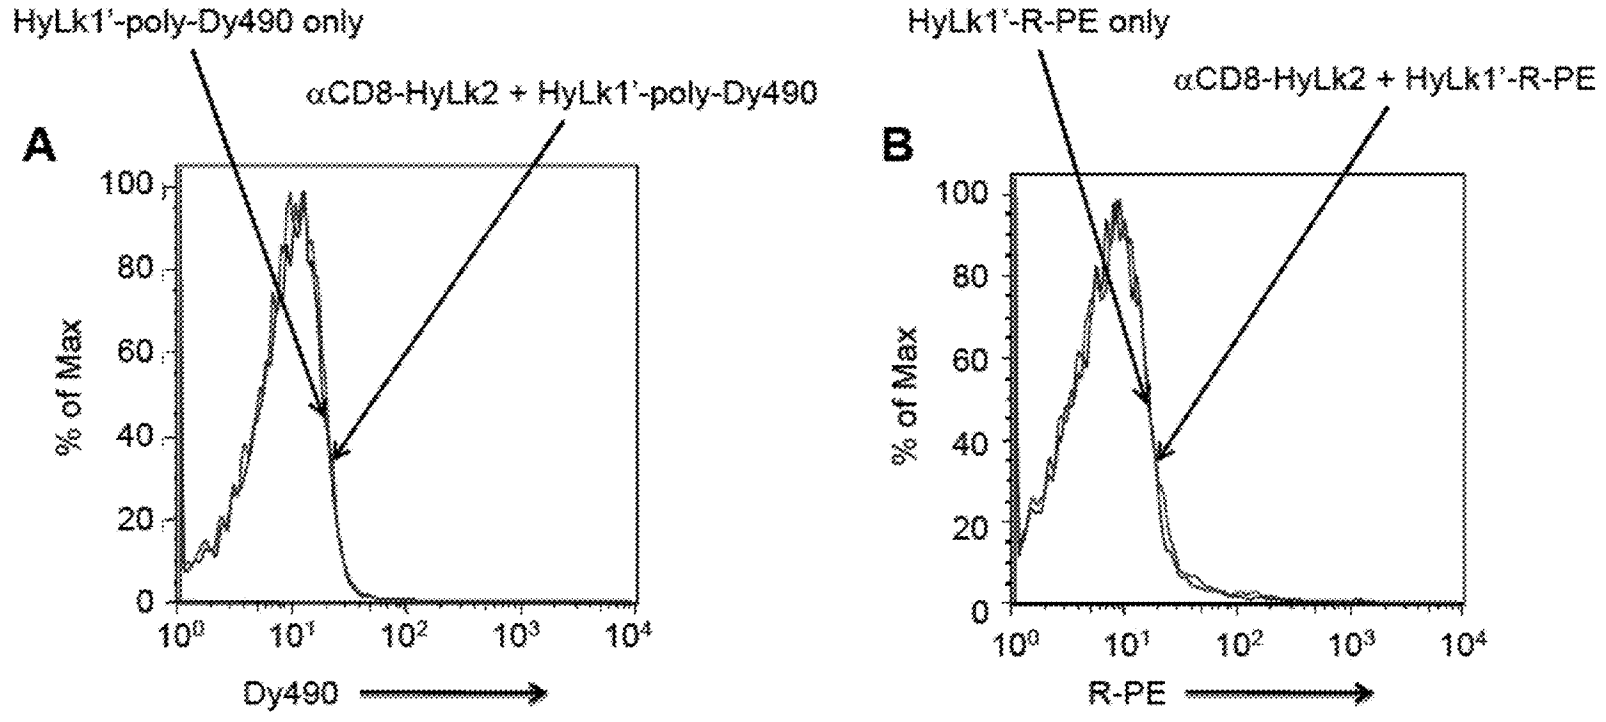 HyLk1'-poly-Dy490 only
αCD8-HyLk2 + HyLk1'-poly-Dy490
A
100
80
60
40
20
0
% of Max
10⁰ 10¹ 10² 10³ 10⁴
Dy490
HyLk1'-R-PE only
αCD8-HyLk2 + HyLk1'-R-PE
B
100
80
60
40
20
0
% of Max
10⁰ 10¹ 10² 10³ 10⁴
R-PE